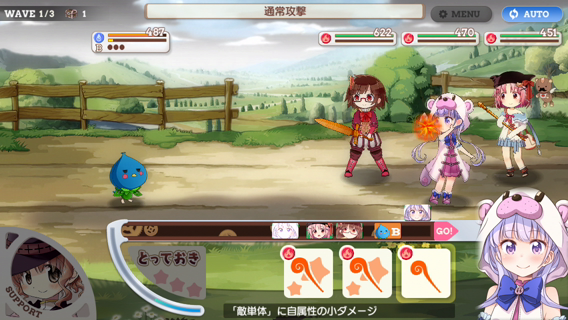 WAVE 1/3
1
通常攻撃
MENU
AUTO
487
B
622
470
451
B
GO!
とっておき
SUPPORT
「敵単体」に自属性の小ダメージ